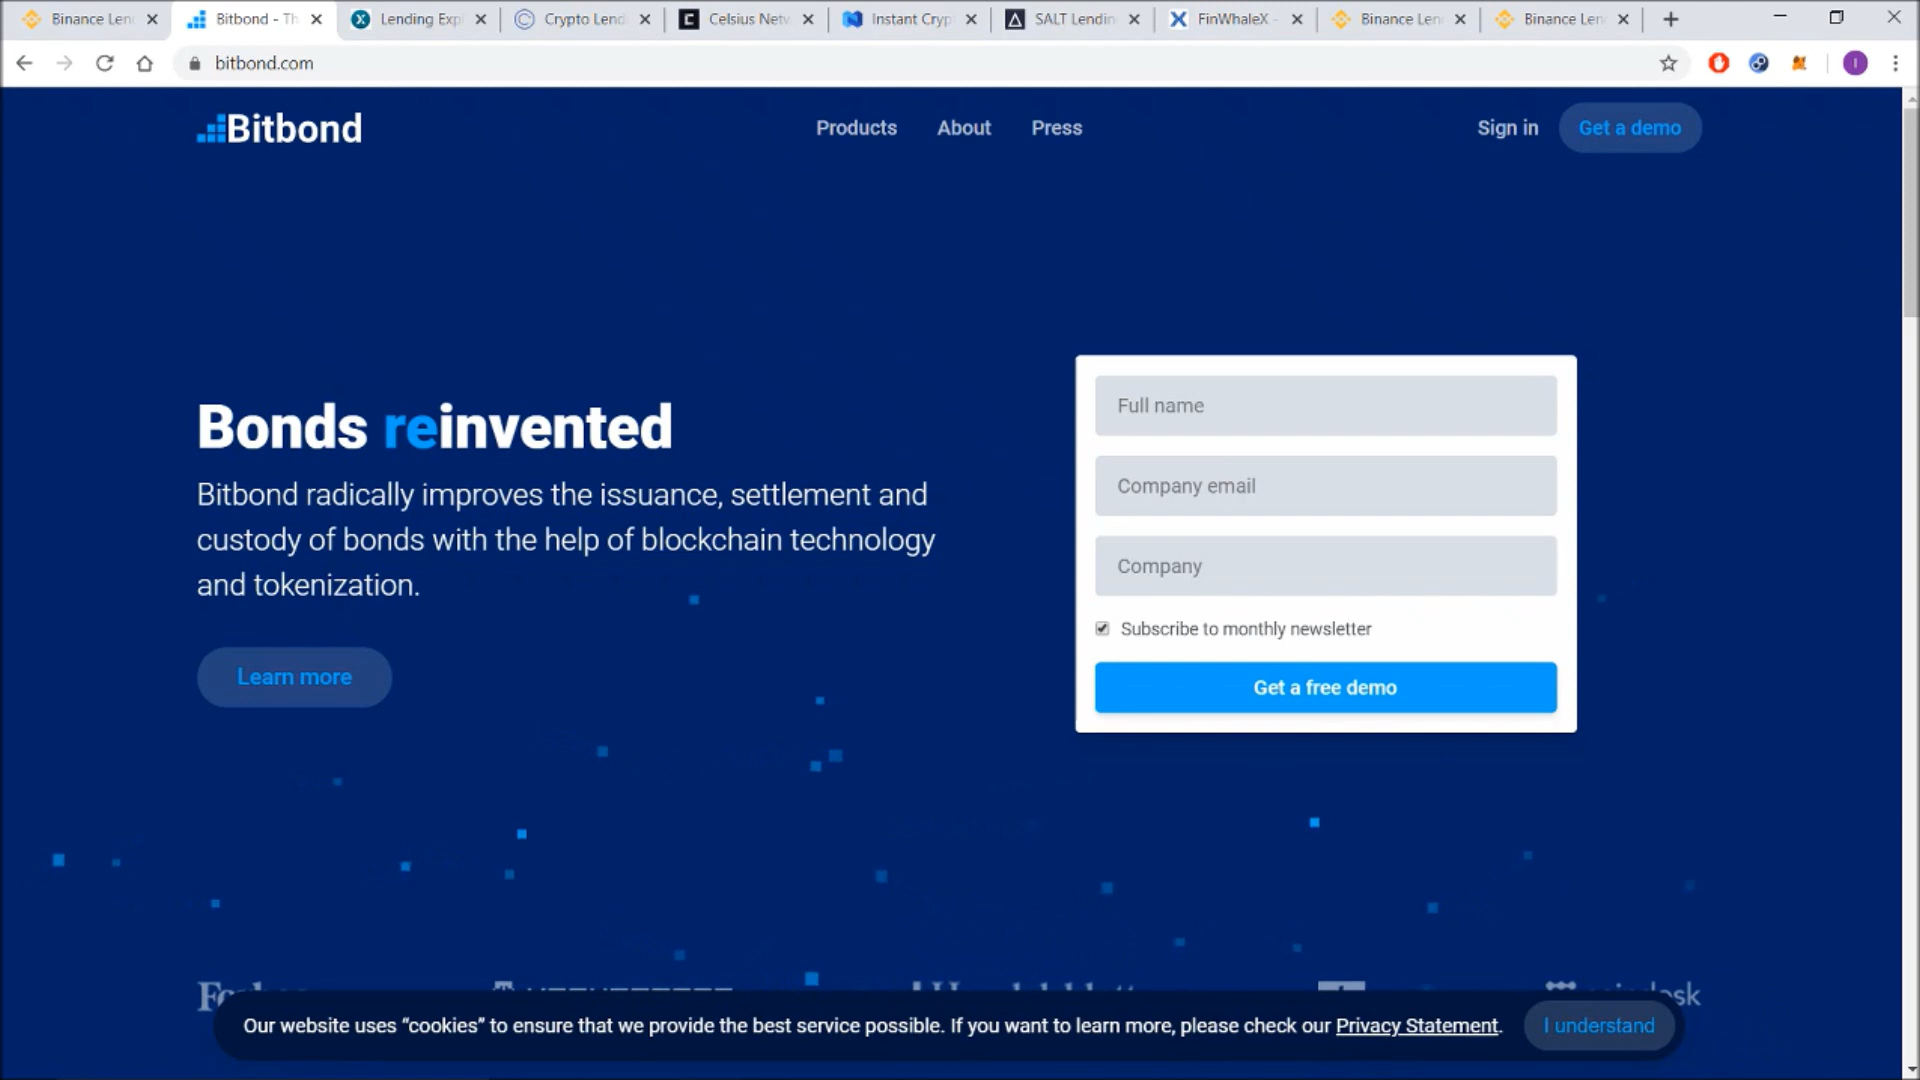 Binance Len
Bitbond - Th
Lending Exp
Crypto Lend
Celsius Netw
Instant Cryp
SALT Lendin
FinWhaleX -
Binance Len
Binance Len
bitbond.com
I
Bitbond
Products
About
Press
Sign in
Get a demo
Bonds reinvented
Bitbond radically improves the issuance, settlement and
custody of bonds with the help of blockchain technology
and tokenization.
Learn more
Full name
Company email
Company
Subscribe to monthly newsletter
Get a free demo
Our website uses “cookies” to ensure that we provide the best service possible. If you want to learn more, please check our Privacy Statement.
I understand